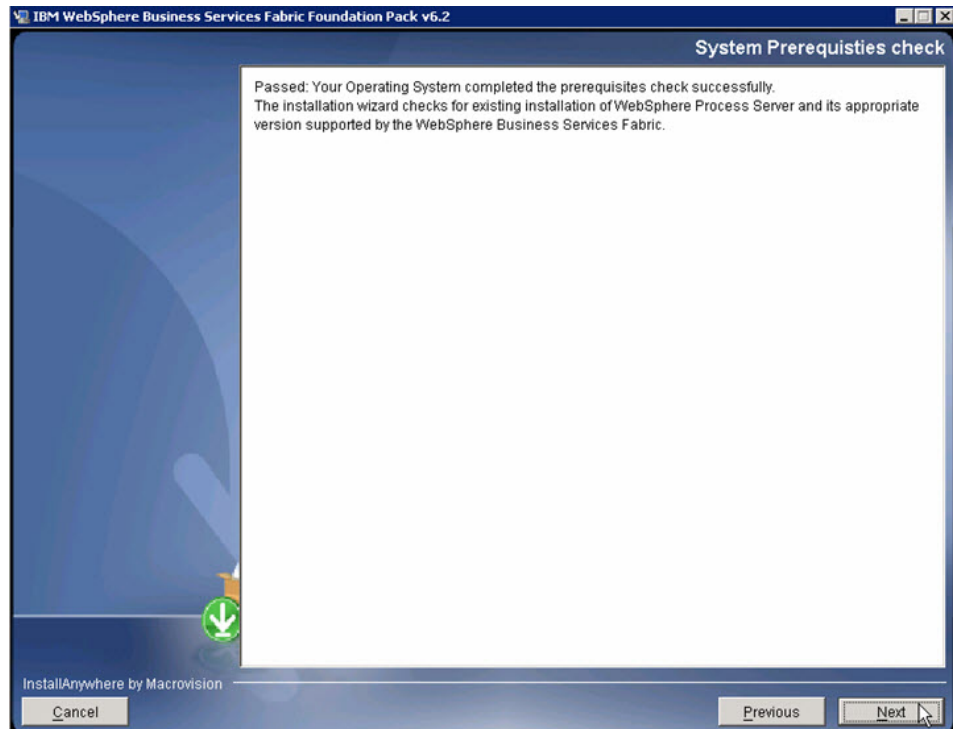 IBM WebSphere Business Services Fabric Foundation Pack v6.2
System Prerequisties check
Passed: Your Operating System completed the prerequisites check successfully.
The installation wizard checks for existing installation of WebSphere Process Server and its appropriate
version supported by the WebSphere Business Services Fabric.
InstallAnywhere by Macrovision
Cancel
Previous
Next